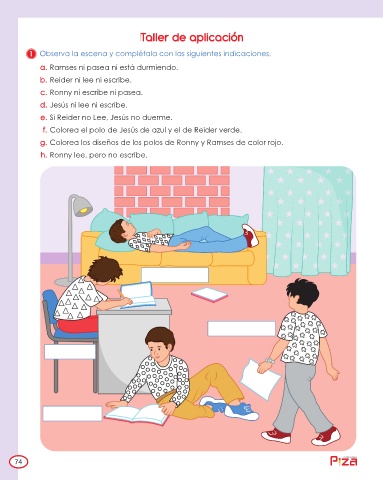 Taller de aplicación
1 Observa la escena y complétala con las siguientes indicaciones.
a. Ramses ni pasea ni está durmiendo.
b. Reider ni lee ni escribe.
c. Ronny ni escribe ni pasea.
d. Jesús ni lee ni escribe.
e. Si Reider no Lee, Jesús no duerme.
f. Colorea el polo de Jesús de azul y el de Reider verde.
g. Colorea los diseños de los polos de Ronny y Ramses de color rojo.
h. Ronny lee, pero no escribe.
74
Piza